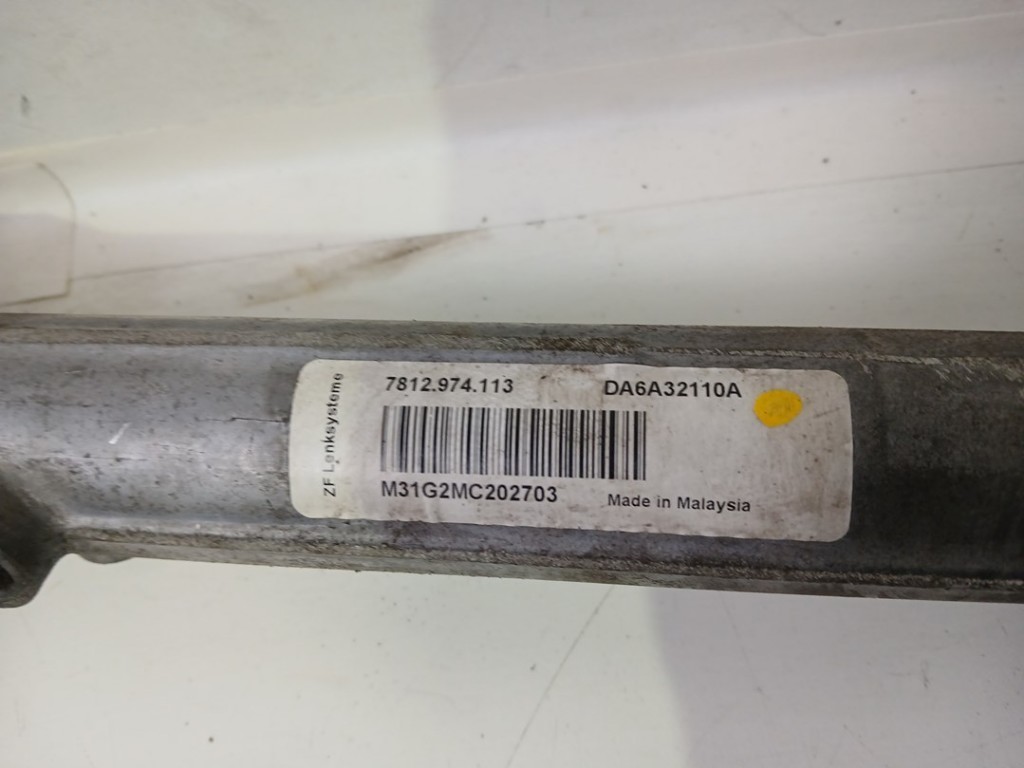 ZF Lenksysteme
7812.974.113 DA6A32110A
M31G2MC202703 Made in Malaysia